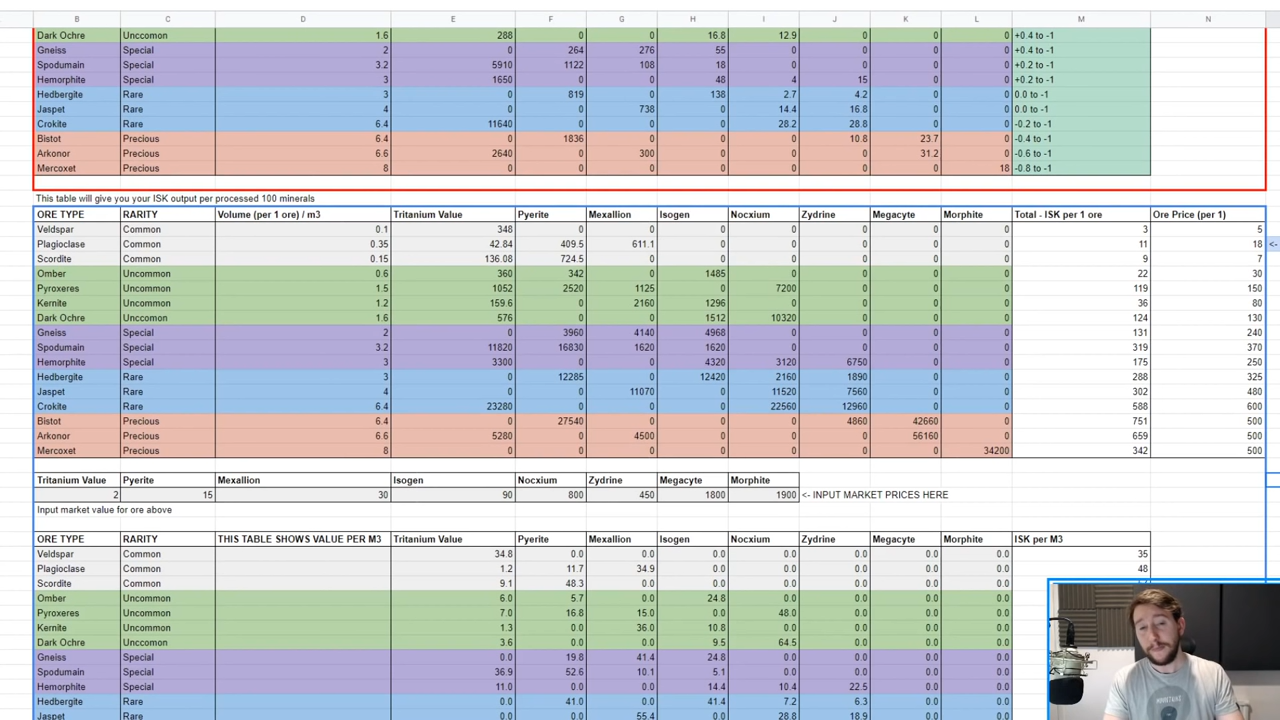 B C D E F G H I J K L M N
Dark Ochre Unccommon 1.6 288 0 0 16.8 12.9 0 0 0 +0.4 to -1
Gneiss Special 2 0 264 276 55 0 0 0 0 +0.4 to -1
Spodumain Special 3.2 5910 1122 108 18 0 0 0 0 +0.2 to -1
Hemorphite Special 3 1650 0 0 48 4 15 0 0 +0.2 to -1
Hedbergite Rare 3 0 819 0 138 2.7 4.2 0 0 0.0 to -1
Jaspet Rare 4 0 0 738 0 14.4 16.8 0 0 0.0 to -1
Crokite Rare 6.4 11640 0 0 0 28.2 28.8 0 0 -0.2 to -1
Bistot Precious 6.4 0 1836 0 0 0 10.8 23.7 0 -0.4 to -1
Arkonor Precious 6.6 2640 0 300 0 0 0 31.2 0 -0.6 to -1
Mercoxet Precious 8 0 0 0 0 0 0 0 18 -0.8 to -1
This table will give you your ISK output per processed 100 minerals
ORE TYPE RARITY Volume (per 1 ore) / m3 Tritanium Value Pyerite Mexallion Isogen Nocxium Zydrine Megacyte Morphite Total - ISK per 1 ore Ore Price (per 1)
Veldspar Common 0.1 348 0 0 0 0 0 0 0 3 5
Plagioclase Common 0.35 42.84 409.5 611.1 0 0 0 0 0 11 18 <-
Scordite Common 0.15 136.08 724.5 0 0 0 0 0 0 9 7
Omber Uncommon 0.6 360 342 0 1485 0 0 0 0 22 30
Pyroxeres Uncommon 1.5 1052 2520 1125 0 7200 0 0 0 119 150
Kernite Uncommon 1.2 159.6 0 2160 1296 0 0 0 0 36 80
Dark Ochre Unccommon 1.6 576 0 0 1512 10320 0 0 0 124 130
Gneiss Special 2 0 3960 4140 4968 0 0 0 0 131 240
Spodumain Special 3.2 11820 16830 1620 1620 0 0 0 0 319 370
Hemorphite Special 3 3300 0 0 4320 3120 6750 0 0 175 250
Hedbergite Rare 3 0 12285 0 12420 2160 1890 0 0 288 325
Jaspet Rare 4 0 0 11070 0 11520 7560 0 0 302 480
Crokite Rare 6.4 23280 0 0 0 22560 12960 0 0 588 600
Bistot Precious 6.4 0 27540 0 0 0 4860 42660 0 751 500
Arkonor Precious 6.6 5280 0 4500 0 0 0 56160 0 659 500
Mercoxet Precious 8 0 0 0 0 0 0 0 34200 342 500
Tritanium Value Pyerite Mexallion Isogen Nocxium Zydrine Megacyte Morphite
2 15 30 90 800 450 1800 1900 <- INPUT MARKET PRICES HERE
Input market value for ore above
ORE TYPE RARITY THIS TABLE SHOWS VALUE PER M3 Tritanium Value Pyerite Mexallion Isogen Nocxium Zydrine Megacyte Morphite ISK per M3
Veldspar Common 34.8 0.0 0.0 0.0 0.0 0.0 0.0 0.0 35
Plagioclase Common 1.2 11.7 34.9 0.0 0.0 0.0 0.0 0.0 48
Scordite Common 9.1 48.3 0.0 0.0 0.0 0.0 0.0 0.0
Omber Uncommon 6.0 5.7 0.0 24.8 0.0 0.0 0.0 0.0
Pyroxeres Uncommon 7.0 16.8 15.0 0.0 48.0 0.0 0.0 0.0
Kernite Uncommon 1.3 0.0 36.0 10.8 0.0 0.0 0.0 0.0
Dark Ochre Unccomon 3.6 0.0 0.0 9.5 64.5 0.0 0.0 0.0
Gneiss Special 0.0 19.8 41.4 24.8 0.0 0.0 0.0 0.0
Spodumain Special 36.9 52.6 10.1 5.1 0.0 0.0 0.0 0.0
Hemorphite Special 11.0 0.0 0.0 14.4 10.4 22.5 0.0 0.0
Hedbergite Rare 0.0 41.0 0.0 41.4 7.2 6.3 0.0 0.0
Jaspet Rare 0.0 0.0 55.4 0.0 28.8 18.9 0.0 0.0